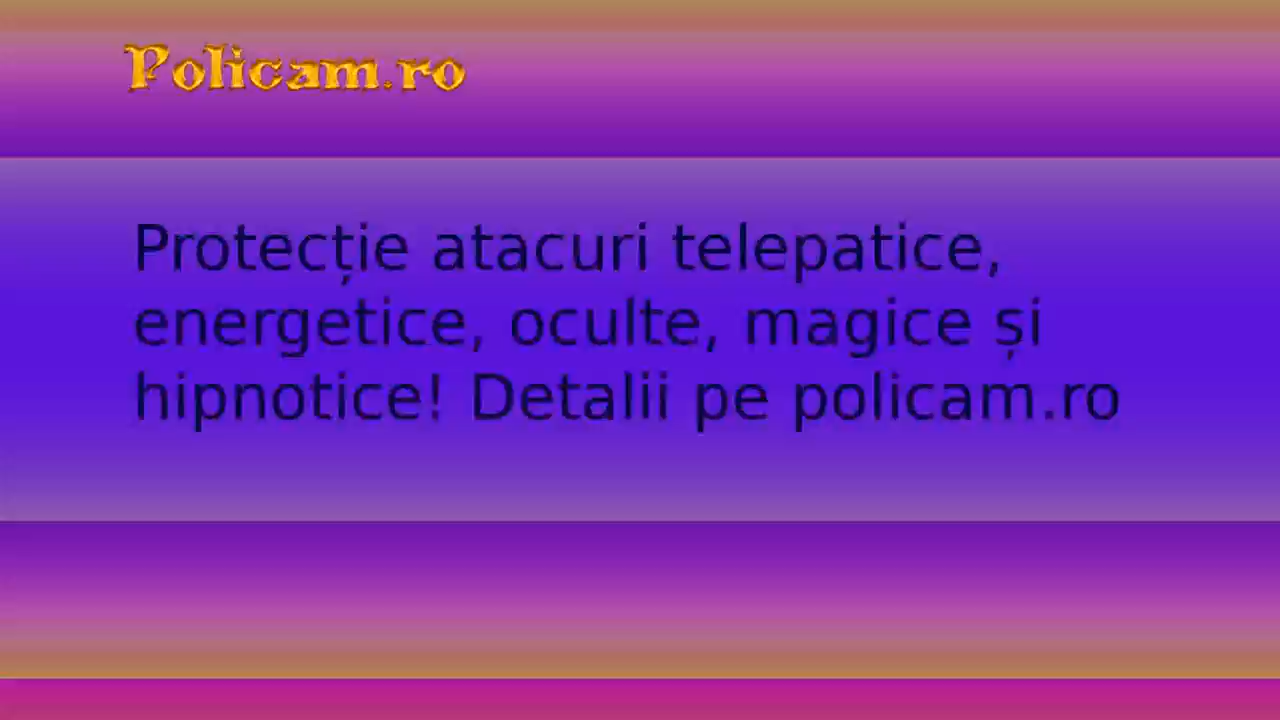 Policam.ro
Protecție atacuri telepatice,
energetice, oculte, magice și
hipnotice! Detalii pe policam.ro